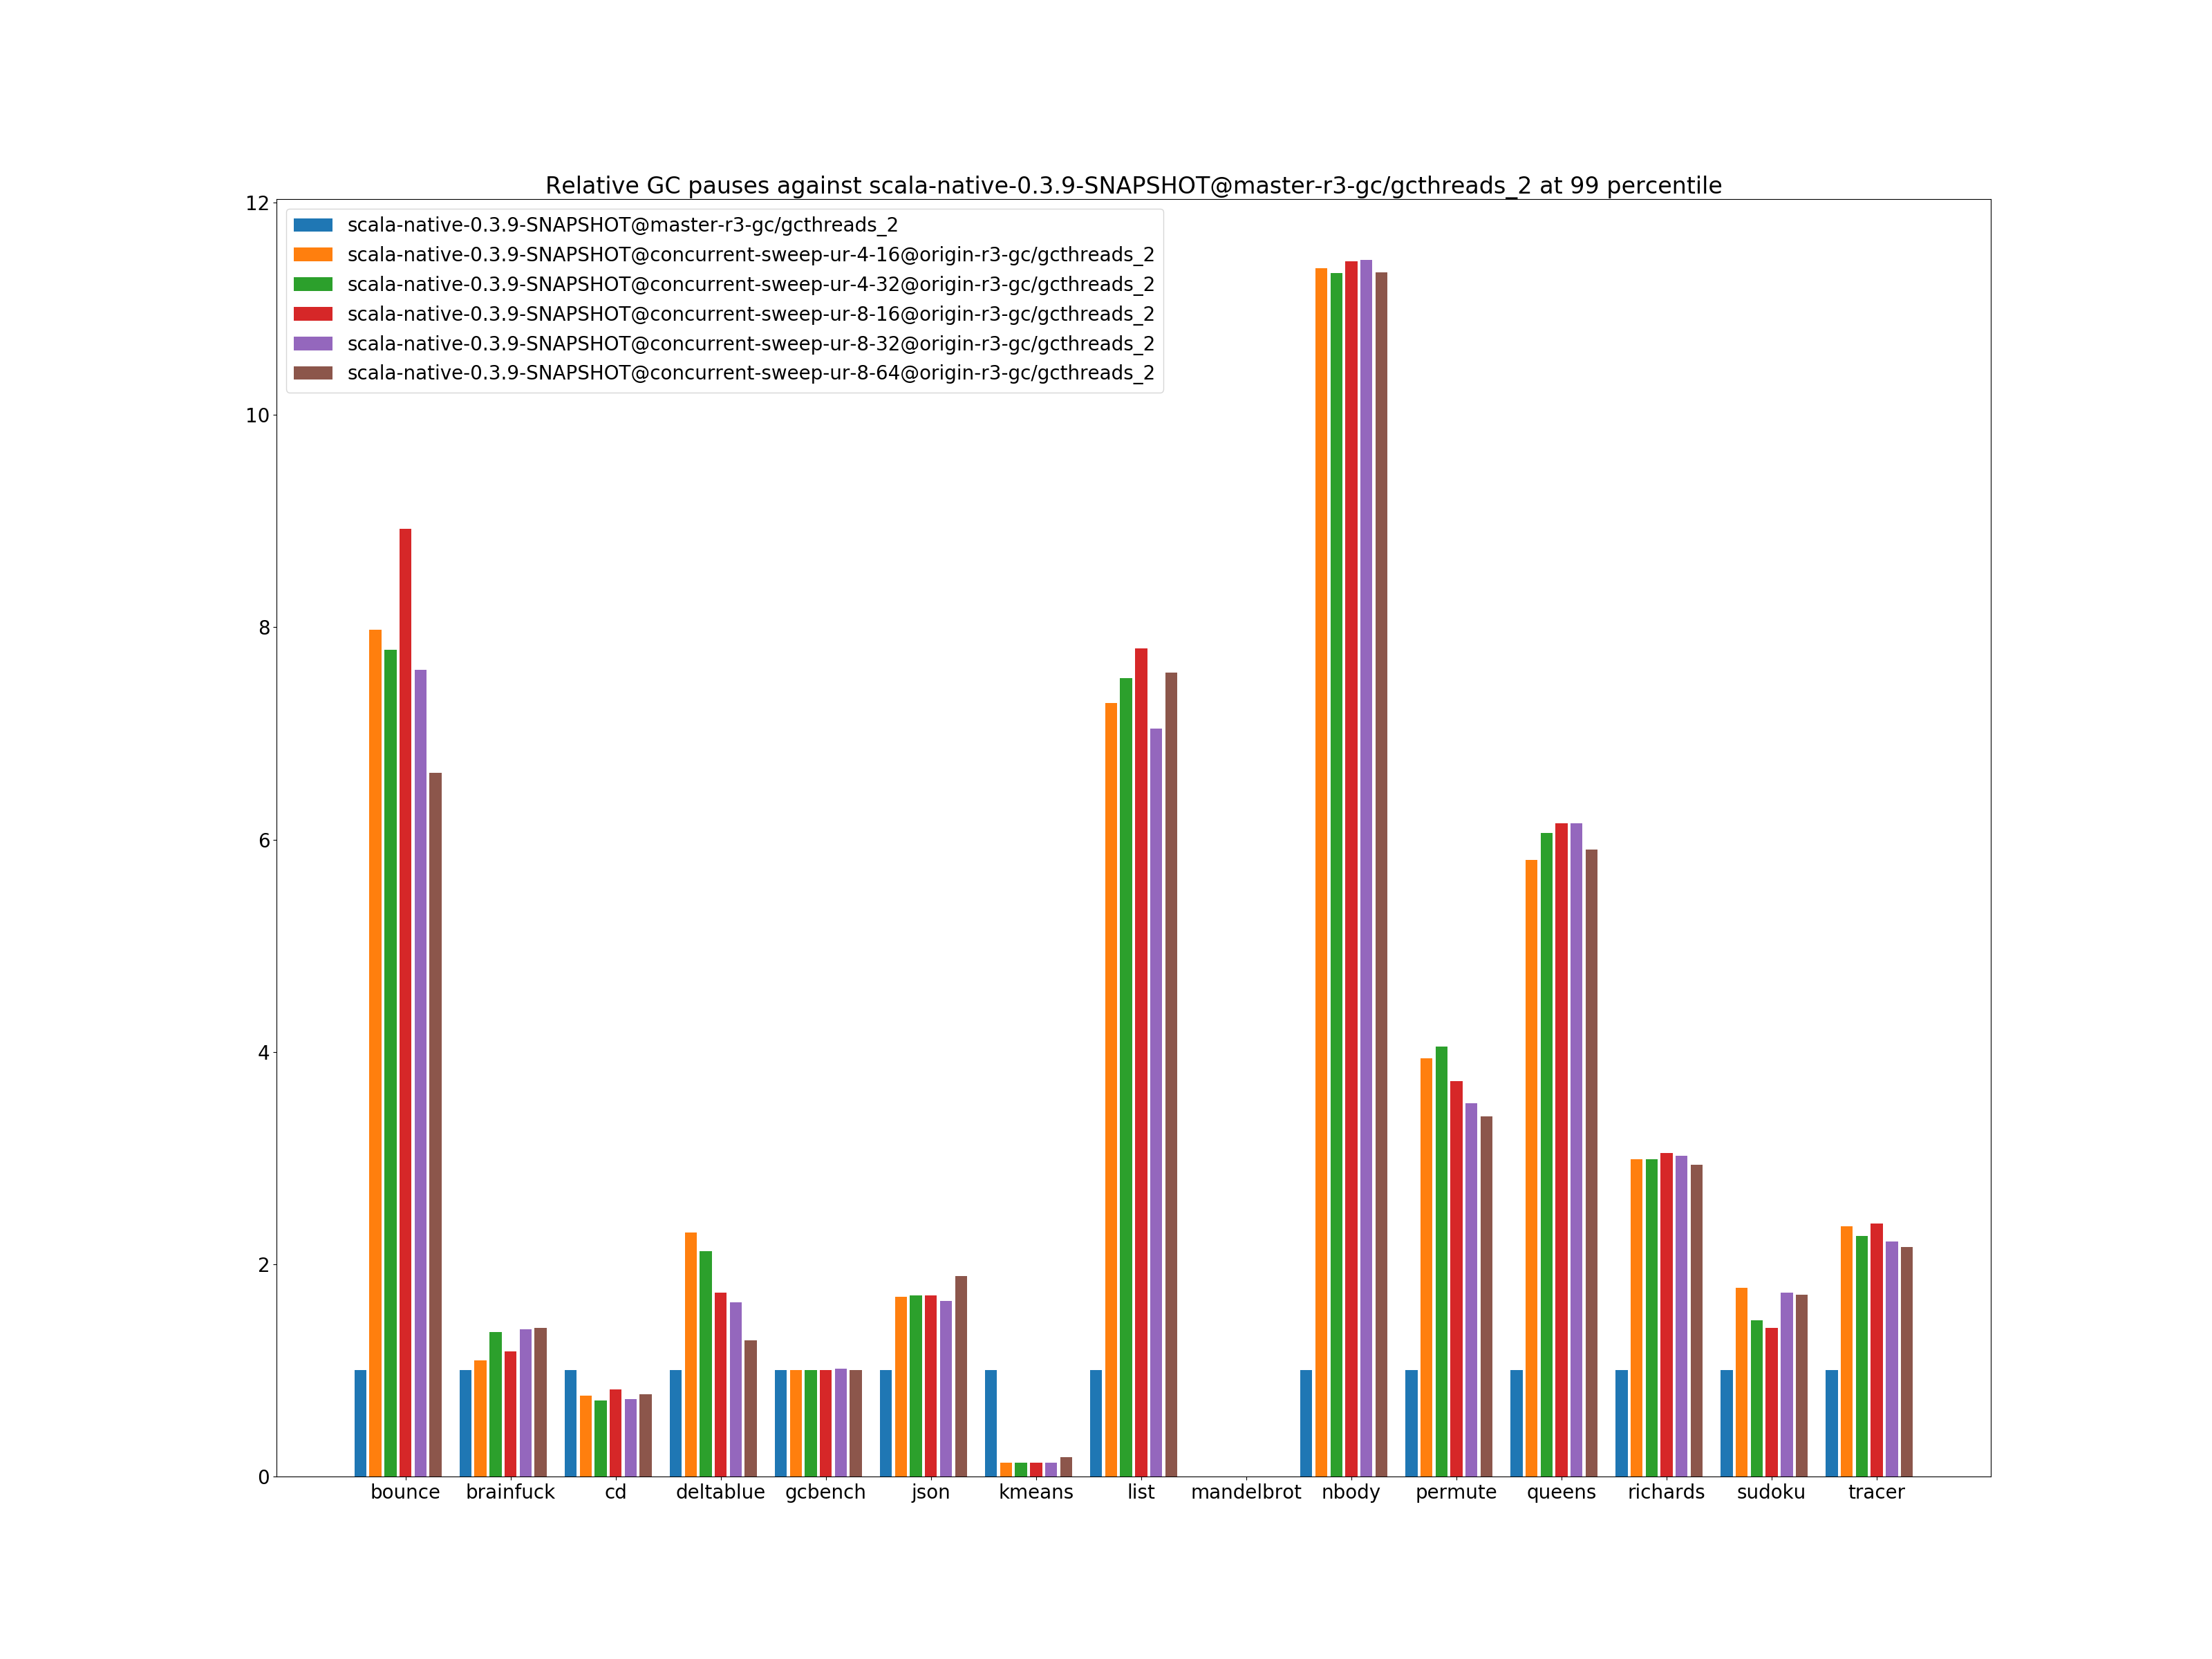 Relative GC pauses against scala-native-0.3.9-SNAPSHOT@master-r3-gc/gcthreads_2 at 99 percentile
12
10
8
6
4
2
0
scala-native-0.3.9-SNAPSHOT@master-r3-gc/gcthreads_2
scala-native-0.3.9-SNAPSHOT@concurrent-sweep-ur-4-16@origin-r3-gc/gcthreads_2
scala-native-0.3.9-SNAPSHOT@concurrent-sweep-ur-4-32@origin-r3-gc/gcthreads_2
scala-native-0.3.9-SNAPSHOT@concurrent-sweep-ur-8-16@origin-r3-gc/gcthreads_2
scala-native-0.3.9-SNAPSHOT@concurrent-sweep-ur-8-32@origin-r3-gc/gcthreads_2
scala-native-0.3.9-SNAPSHOT@concurrent-sweep-ur-8-64@origin-r3-gc/gcthreads_2
bounce brainfuck cd deltablue gcbench json kmeans list mandelbrot nbody permute queens richards sudoku tracer